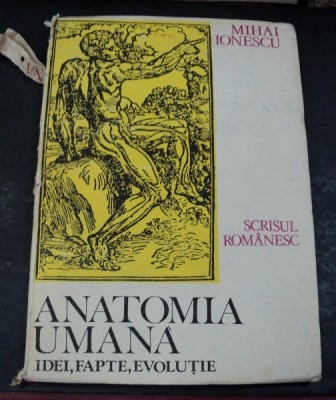 MIHAI
IONESCU
SCRISUL
ROMÂNESC
ANATOMIA
UMANĂ
IDEI, FAPTE, EVOLUȚIE